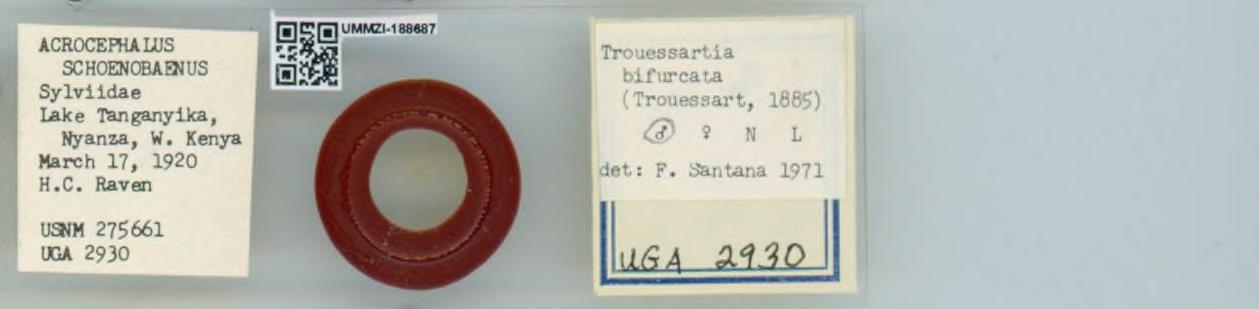 ACROCEPHALUS
SCHOENOBAENUS
Sylviidae
Lake Tanganyika,
Nyanza, W. Kenya
March 17, 1920
H.C. Raven
USNM 275661
UGA 2930
UMMZI-188687
Trouessartia
bifurcata
(Trouessart, 1885)
♂ ♀ N L
det: F. Santana 1971
UGA 2930